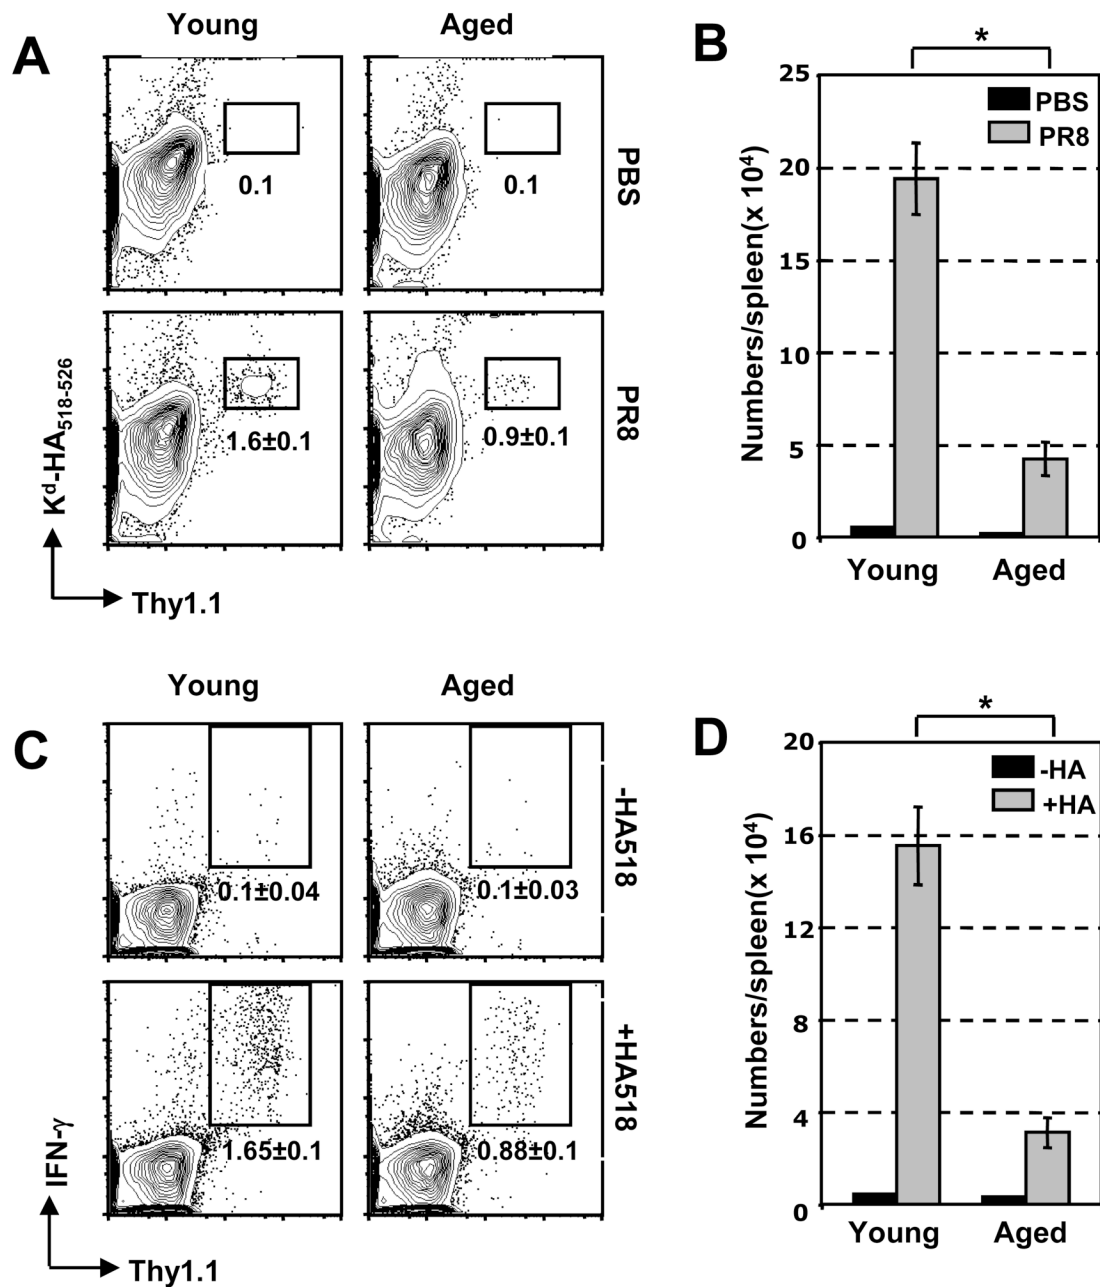 A
Young Aged
0.1 0.1
PBS
1.6±0.1 0.9±0.1
PR8
Kd-HA518-526
Thy1.1
B
*
Numbers/spleen(x 104)
25
20
15
10
5
0
PBS
PR8
Young Aged
C
Young Aged
0.1±0.04 0.1±0.03
-HA518
1.65±0.1 0.88±0.1
+HA518
IFN-γ
Thy1.1
D
*
Numbers/spleen(x 104)
20
16
12
8
4
0
-HA
+HA
Young Aged